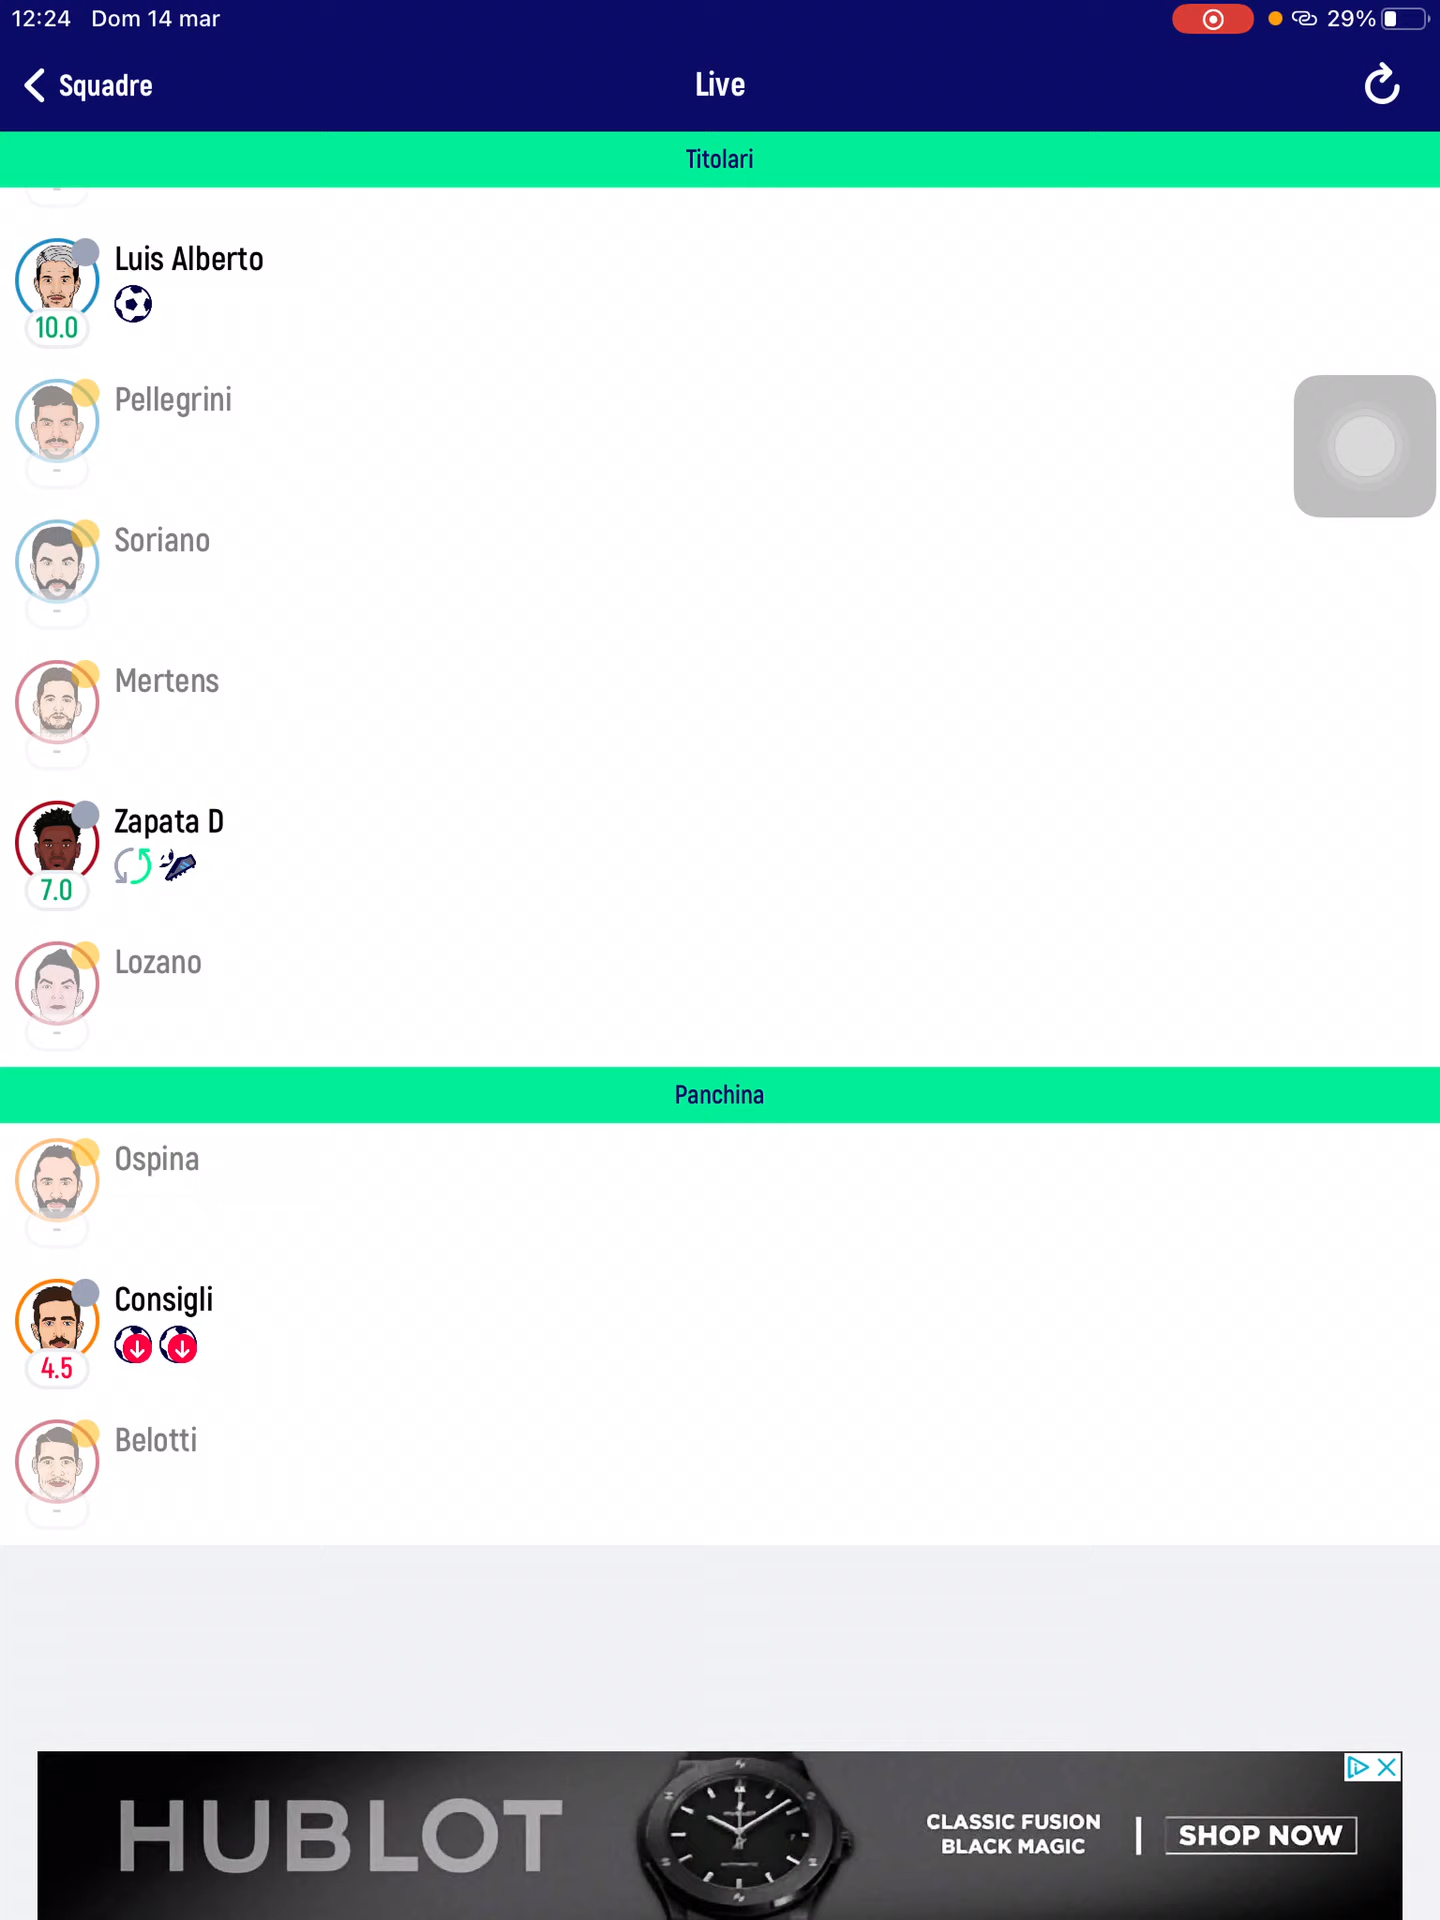 12:24 Dom 14 mar 29%
Squadre Live
Titolari
-
Luis Alberto
10.0
Pellegrini
-
Soriano
-
Mertens
-
Zapata D
7.0
Lozano
-
Panchina
Ospina
-
Consigli
4.5
Belotti
-
HUBLOT
CLASSIC FUSION
BLACK MAGIC
SHOP NOW